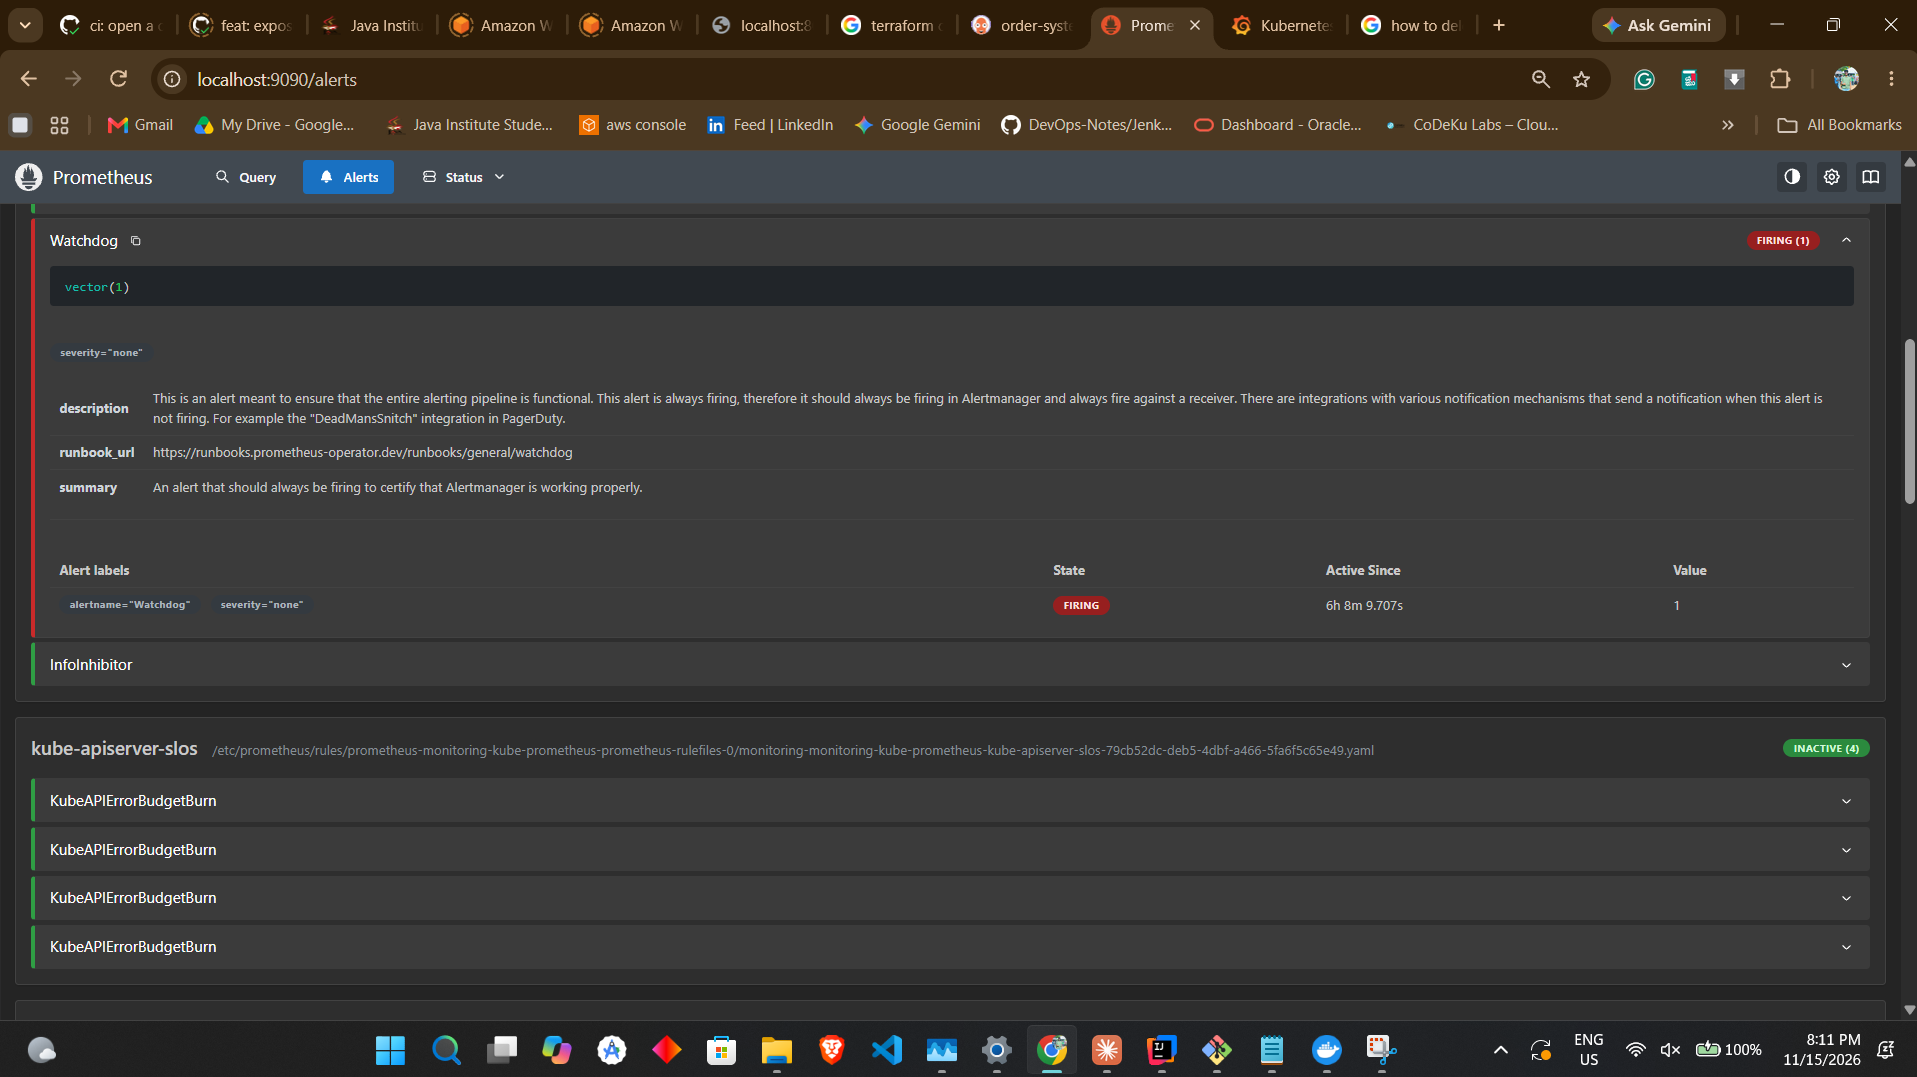 ci: open a
feat: expos
Java Institu
Amazon W
Amazon W
localhost:8
terraform
order-syst
Prome
Kubernete
how to del
Ask Gemini
localhost:9090/alerts
Gmail
My Drive - Google...
Java Institute Stude...
aws console
Feed | LinkedIn
Google Gemini
DevOps-Notes/Jenk...
Dashboard - Oracle...
CoDeKu Labs – Clou...
»
All Bookmarks
Prometheus
Query
Alerts
Status
Watchdog
FIRING (1)
vector(1)
severity="none"
description
This is an alert meant to ensure that the entire alerting pipeline is functional. This alert is always firing, therefore it should always be firing in Alertmanager and always fire against a receiver. There are integrations with various notification mechanisms that send a notification when this alert is
not firing. For example the "DeadMansSnitch" integration in PagerDuty.
runbook_url
https://runbooks.prometheus-operator.dev/runbooks/general/watchdog
summary
An alert that should always be firing to certify that Alertmanager is working properly.
Alert labels
State
Active Since
Value
alertname="Watchdog"
severity="none"
FIRING
6h 8m 9.707s
1
InfoInhibitor
kube-apiserver-slos
/etc/prometheus/rules/prometheus-monitoring-kube-prometheus-prometheus-rulefiles-0/monitoring-monitoring-kube-prometheus-kube-apiserver-slos-79cb52dc-deb5-4dbf-a466-5fa6f5c65e49.yaml
INACTIVE (4)
KubeAPIErrorBudgetBurn
KubeAPIErrorBudgetBurn
KubeAPIErrorBudgetBurn
KubeAPIErrorBudgetBurn
ENG
US
100%
8:11 PM
11/15/2026